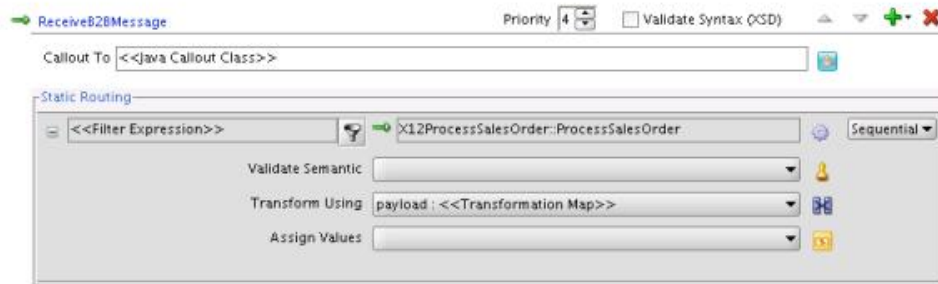 ReceiveB2BMessage Priority 4 Validate Syntax (XSD)
Callout To <<Java Callout Class>>
Static Routing
<<Filter Expression>> X12ProcessSalesOrder::ProcessSalesOrder Sequential
Validate Semantic
Transform Using payload : <<Transformation Map>>
Assign Values